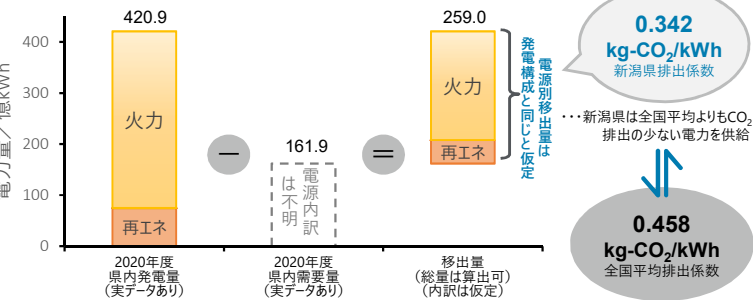 420.9
259.0
161.9
電力量／億kWh
400
300
200
100
0
火力
再エネ
－
電源内訳
は不明
＝
火力
再エネ
電源別移出量は
発電構成と同じと仮定
2020年度
県内発電量
（実データあり）
2020年度
県内需要量
（実データあり）
移出量
（総量は算出可）
（内訳は仮定）
0.342
kg-CO₂/kWh
新潟県排出係数
･･･新潟県は全国平均よりもCO₂
排出の少ない電力を供給
0.458
kg-CO₂/kWh
全国平均排出係数